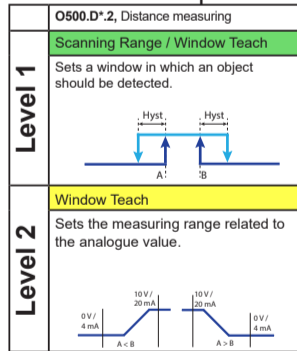 O500.D*.2, Distance measuring
Level 1
Scanning Range / Window Teach
Sets a window in which an object
should be detected.
Hyst. Hyst.
A B
Level 2
Window Teach
Sets the measuring range related to
the analogue value.
10 V / 10 V /
20 mA 20 mA
0 V / 0 V /
4 mA 4 mA
A < B A > B